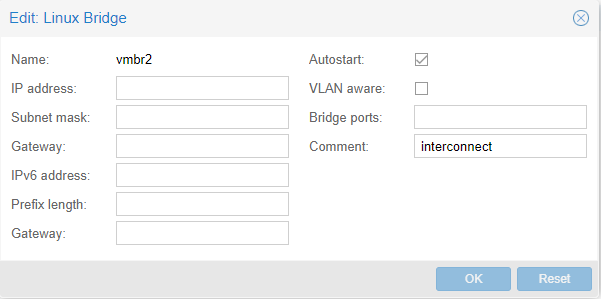 Edit: Linux Bridge
Name: vmbr2
IP address:
Subnet mask:
Gateway:
IPv6 address:
Prefix length:
Gateway:
Autostart:
VLAN aware:
Bridge ports:
Comment: interconnect
OK Reset